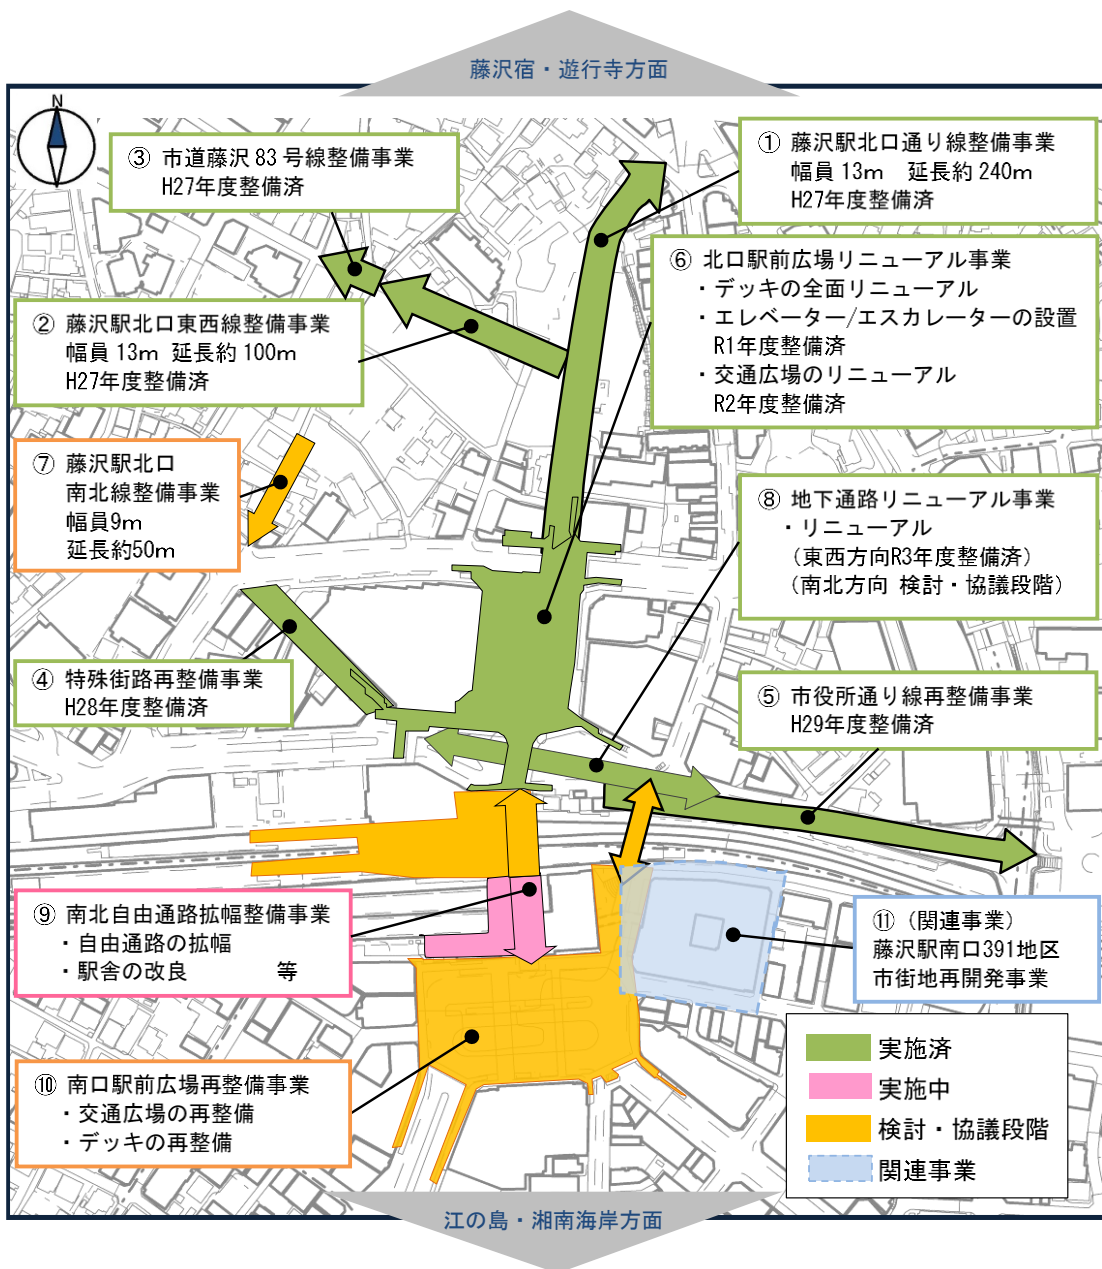 藤沢宿・遊行寺方面
N
③ 市道藤沢83号線整備事業
H27年度整備済
① 藤沢駅北口通り線整備事業
幅員13m 延長約240m
H27年度整備済
⑥ 北口駅前広場リニューアル事業
・デッキの全面リニューアル
・エレベーター/エスカレーターの設置
R1年度整備済
・交通広場のリニューアル
R2年度整備済
② 藤沢駅北口東西線整備事業
幅員13m 延長約100m
H27年度整備済
⑦ 藤沢駅北口
南北線整備事業
幅員9m
延長約50m
⑧ 地下通路リニューアル事業
・リニューアル
(東西方向R3年度整備済)
(南北方向 検討・協議段階)
④ 特殊街路再整備事業
H28年度整備済
⑤ 市役所通り線再整備事業
H29年度整備済
⑨ 南北自由通路拡幅整備事業
・自由通路の拡幅
・駅舎の改良 等
⑪ (関連事業)
藤沢駅南口391地区
市街地再開発事業
⑩ 南口駅前広場再整備事業
・交通広場の再整備
・デッキの再整備
実施済
実施中
検討・協議段階
関連事業
江の島・湘南海岸方面